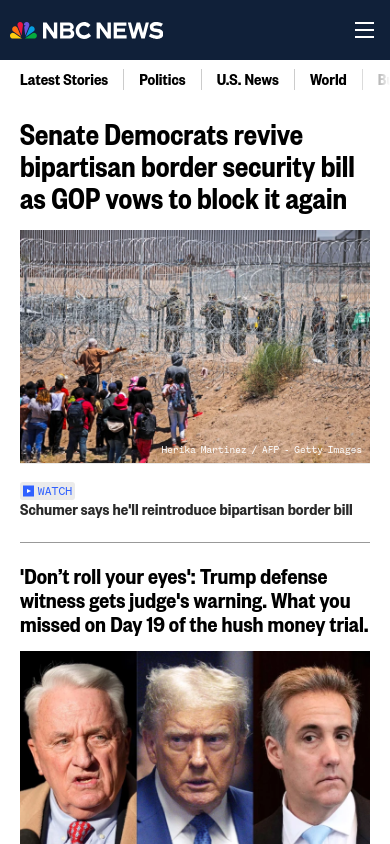 NBC NEWS
Latest Stories
Politics
U.S. News
World
Senate Democrats revive
bipartisan border security bill
as GOP vows to block it again
Herika Martinez / AFP - Getty Images
WATCH
Schumer says he'll reintroduce bipartisan border bill
'Don’t roll your eyes': Trump defense
witness gets judge's warning. What you
missed on Day 19 of the hush money trial.